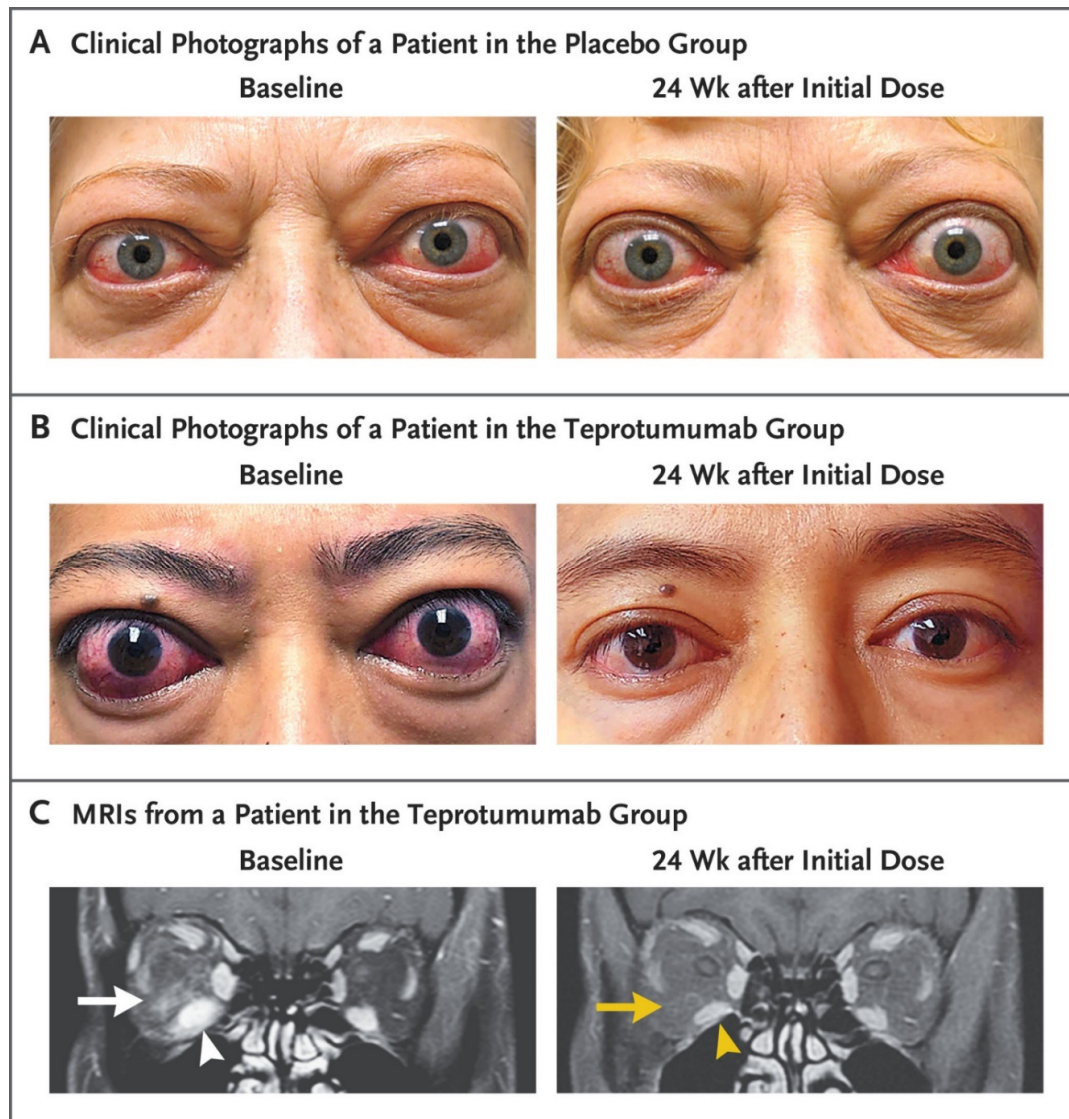 A Clinical Photographs of a Patient in the Placebo Group
Baseline
24 Wk after Initial Dose
B Clinical Photographs of a Patient in the Teprotumumab Group
Baseline
24 Wk after Initial Dose
C MRIs from a Patient in the Teprotumumab Group
Baseline
24 Wk after Initial Dose